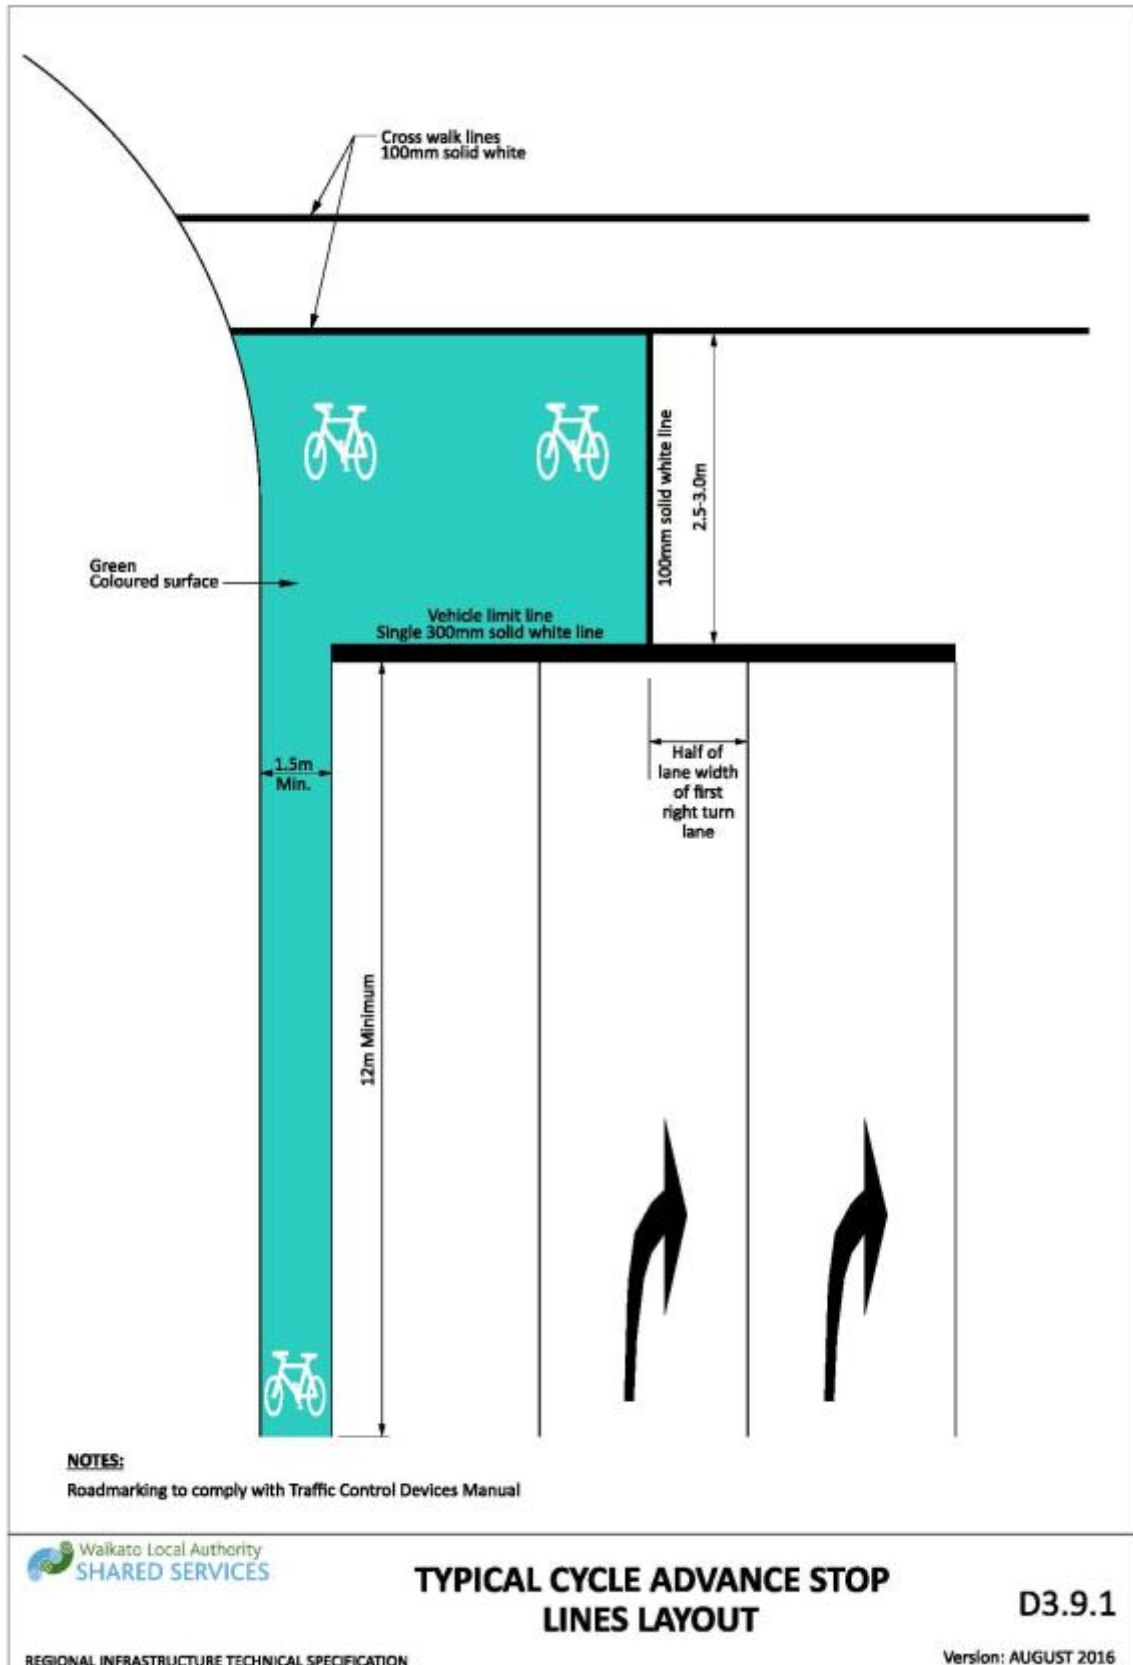 Cross walk lines
100mm solid white
100mm solid white line
2.5-3.0m
Green
Coloured surface
Vehicle limit line
Single 300mm solid white line
1.5m
Min.
Half of
lane width
of first
right turn
lane
12m Minimum
NOTES:
Roadmarking to comply with Traffic Control Devices Manual
Waikato Local Authority
SHARED SERVICES
TYPICAL CYCLE ADVANCE STOP
LINES LAYOUT
D3.9.1
REGIONAL INFRASTRUCTURE TECHNICAL SPECIFICATION
Version: AUGUST 2016